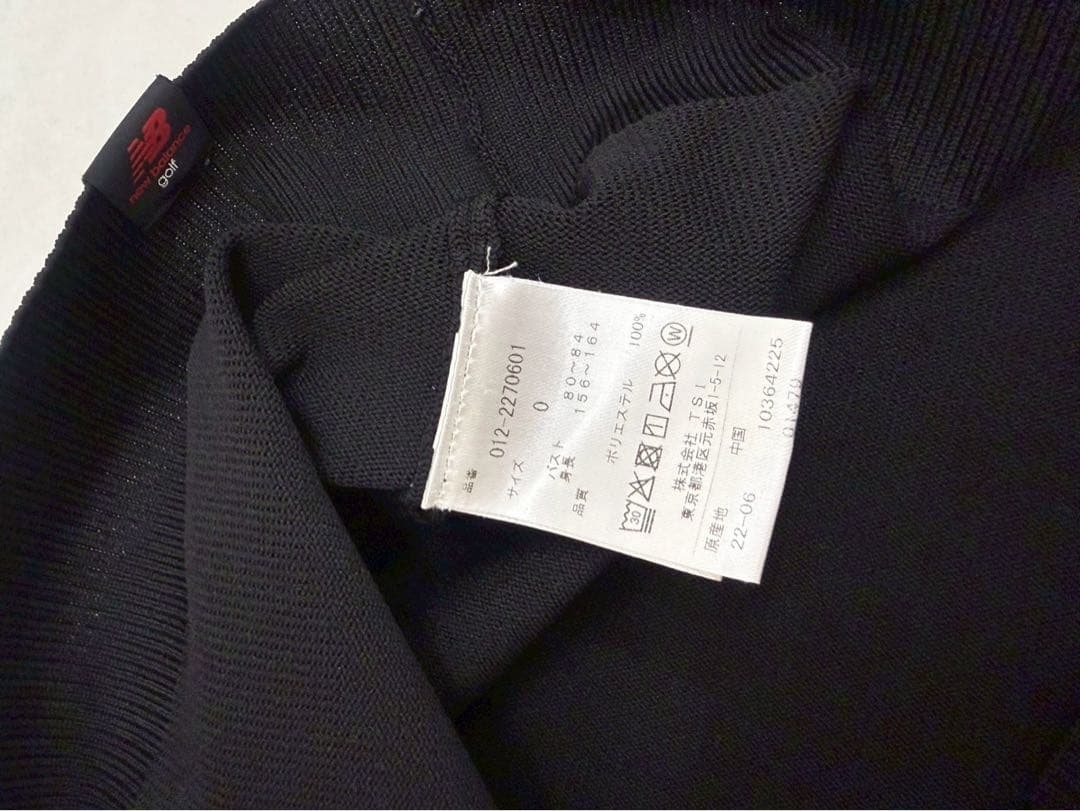 new balance
golf
品番 012-2270601
サイズ 0
バスト 80~84
身長 156~164
品質 ポリエステル 100%
30 W
株式会社 TSI
東京都港区元赤坂1-5-12
原産地 中国
22-06 10364225
01479